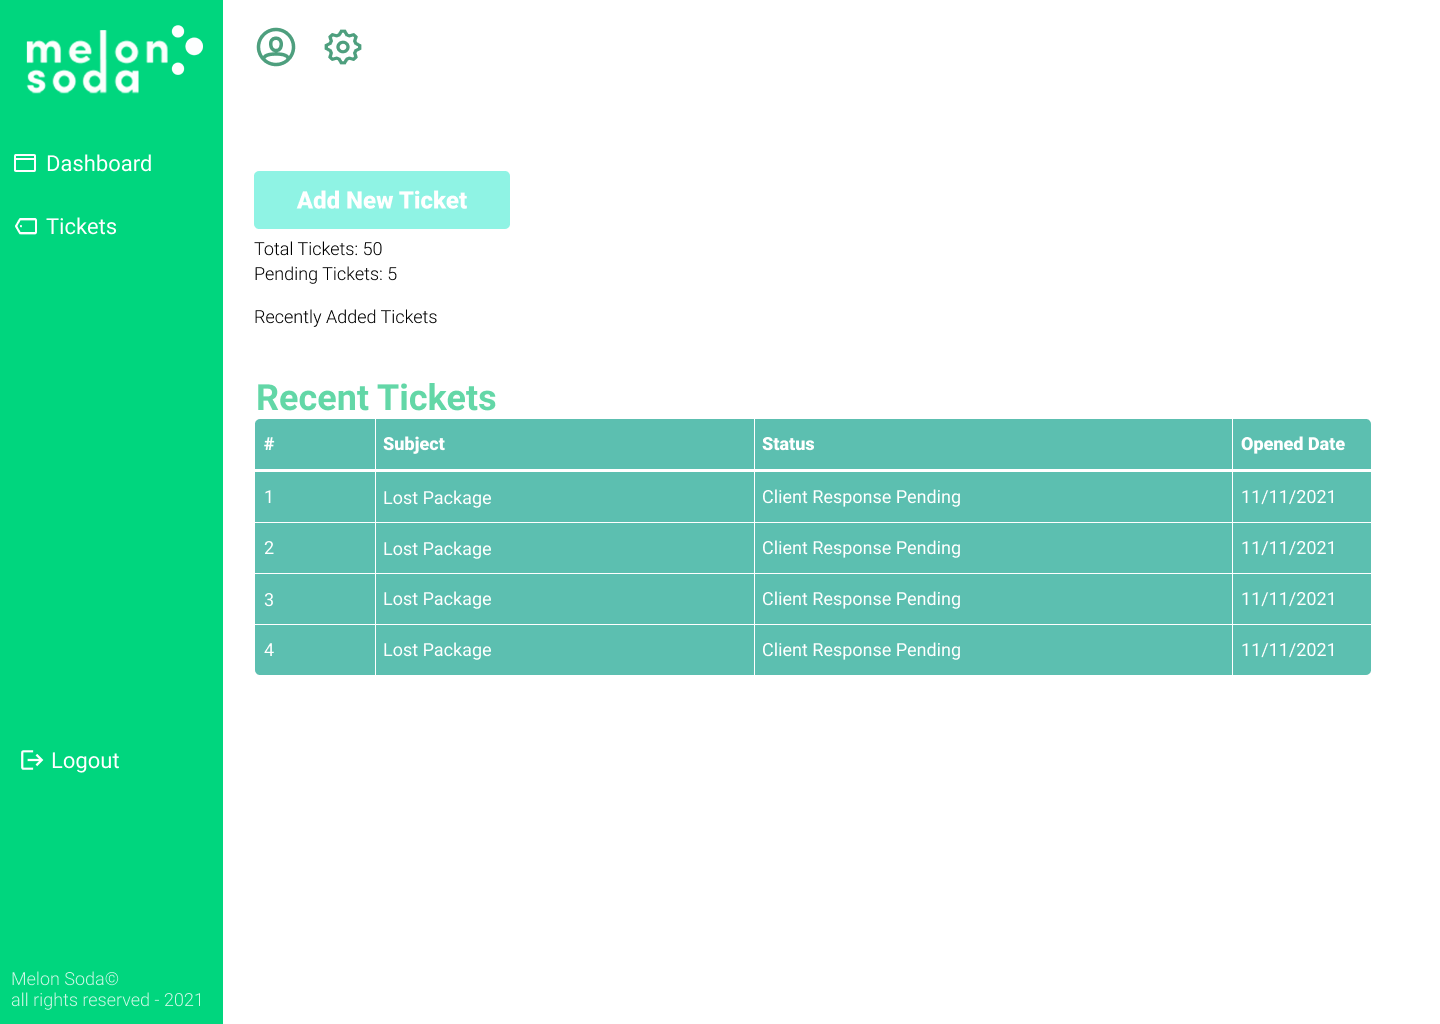 melon
soda
Dashboard
Tickets
Add New Ticket
Total Tickets: 50
Pending Tickets: 5
Recently Added Tickets
Recent Tickets
# Subject Status Opened Date
1 Lost Package Client Response Pending 11/11/2021
2 Lost Package Client Response Pending 11/11/2021
3 Lost Package Client Response Pending 11/11/2021
4 Lost Package Client Response Pending 11/11/2021
Logout
Melon Soda©
all rights reserved - 2021